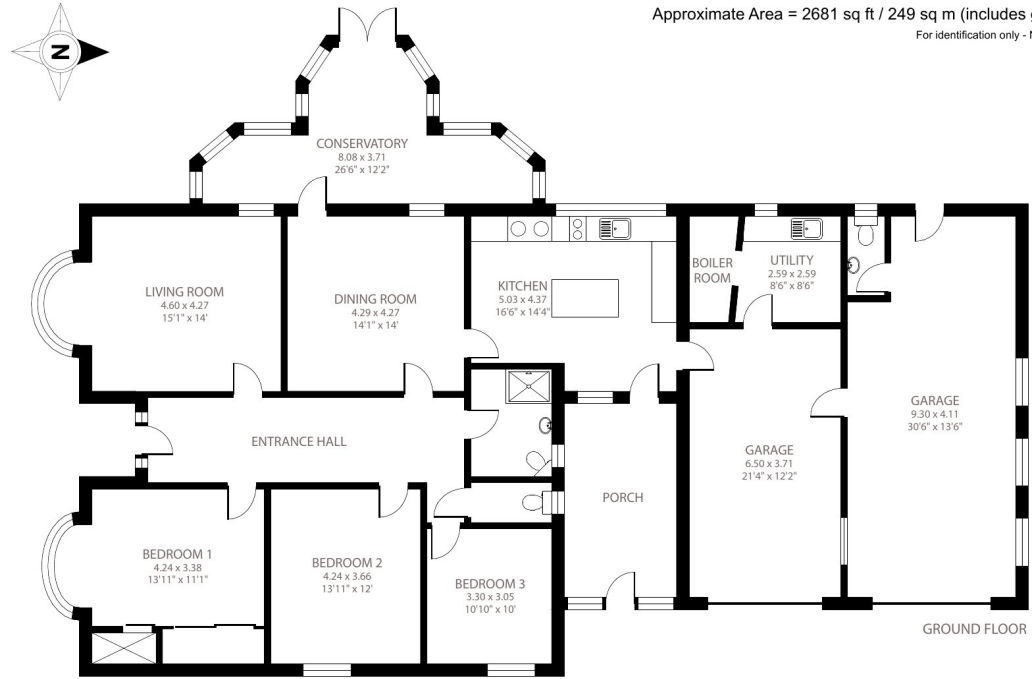 N
Approximate Area = 2681 sq ft / 249 sq m (includes
For identification only -
CONSERVATORY
8.08 x 3.71
26'6" x 12'2"
LIVING ROOM
4.60 x 4.27
15'1" x 14'
DINING ROOM
4.29 x 4.27
14'1" x 14'
KITCHEN
5.03 x 4.37
16'6" x 14'4"
BOILER
ROOM
UTILITY
2.59 x 2.59
8'6" x 8'6"
ENTRANCE HALL
GARAGE
9.30 x 4.11
30'6" x 13'6"
GARAGE
6.50 x 3.71
21'4" x 12'2"
PORCH
BEDROOM 1
4.24 x 3.38
13'11" x 11'1"
BEDROOM 2
4.24 x 3.66
13'11" x 12'
BEDROOM 3
3.30 x 3.05
10'10" x 10'
GROUND FLOOR